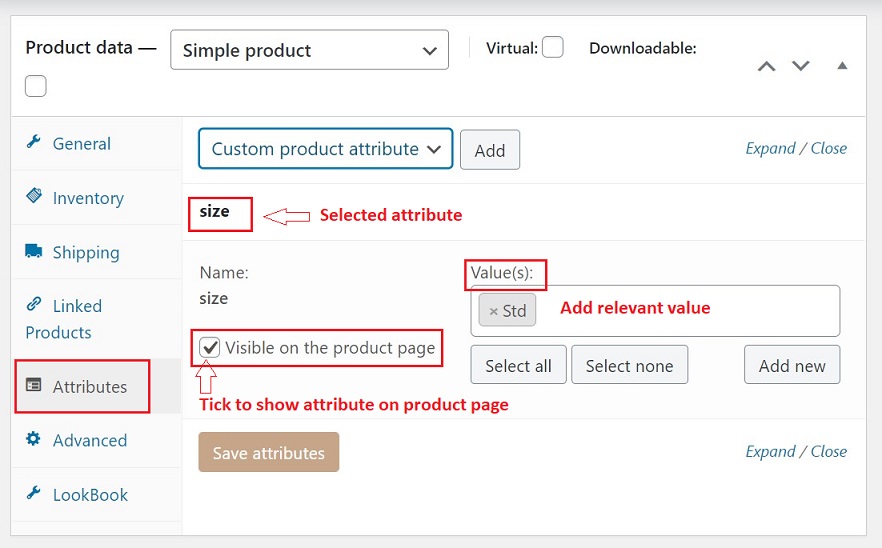 Product data — Simple product Virtual: Downloadable:
General
Inventory
Shipping
Linked
Products
Attributes
Advanced
LookBook
Custom product attribute Add Expand / Close
size Selected attribute
Name: Value(s):
size × Std Add relevant value
Visible on the product page
Select all Select none Add new
Tick to show attribute on product page
Save attributes Expand / Close